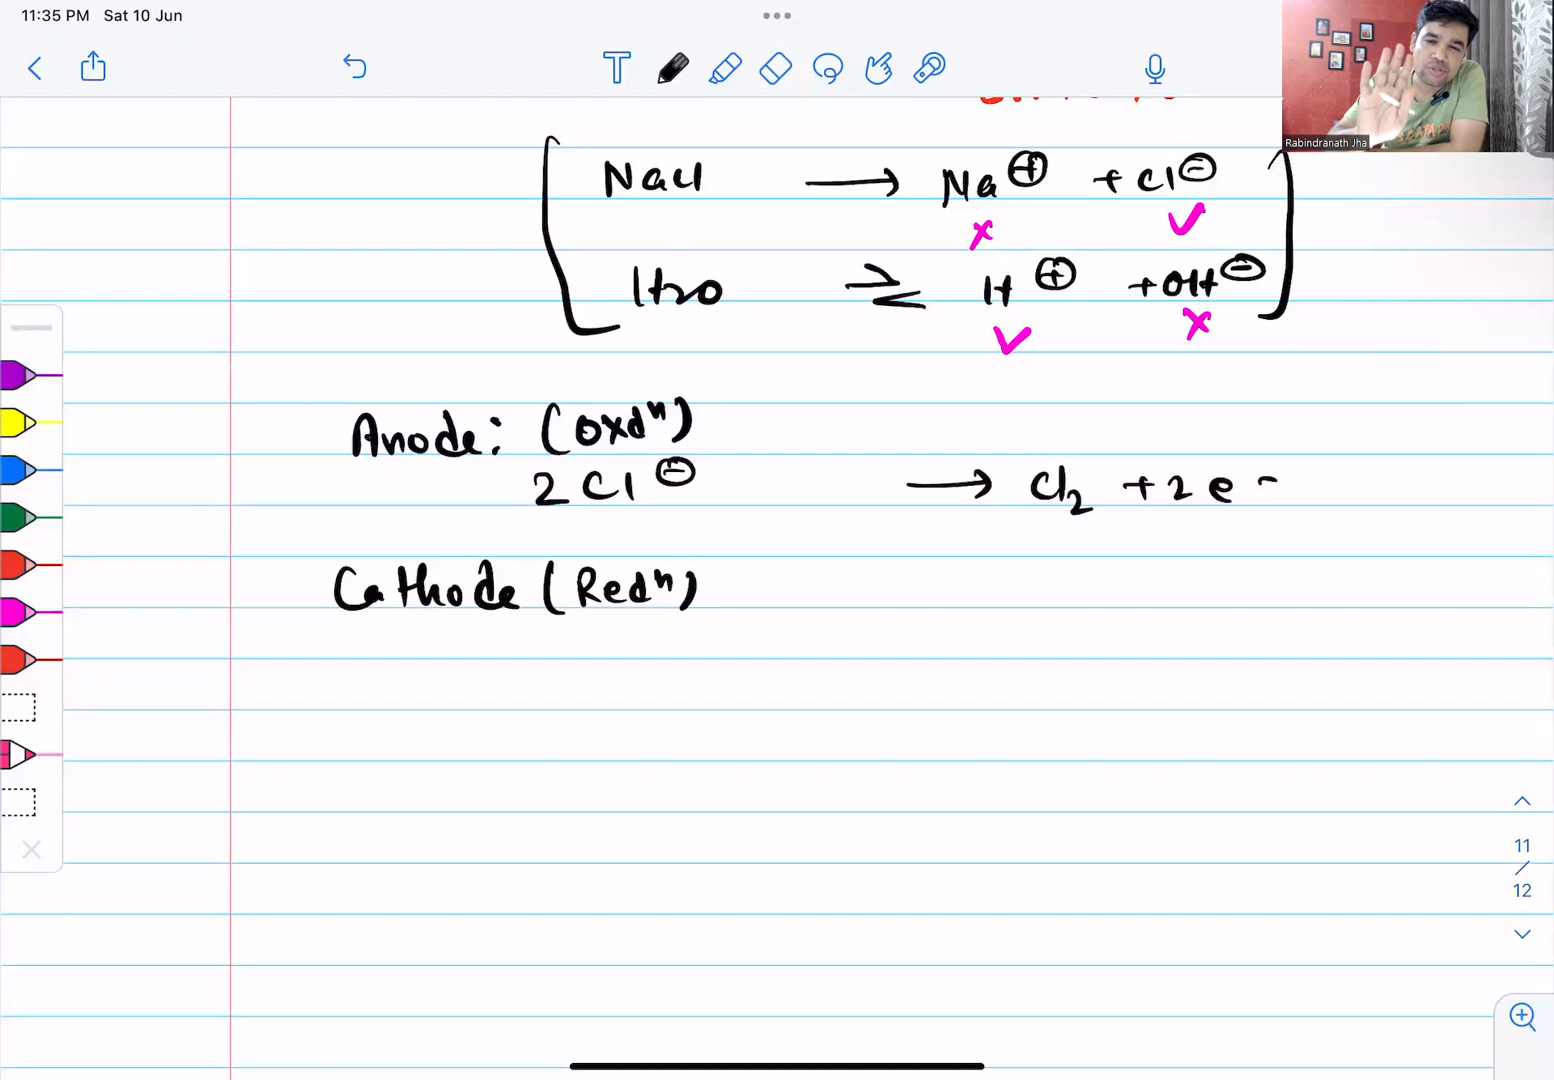 11:35 PM Sat 10 Jun
Rabindranath Jha
NaCl → Na⊕ + Cl⊖
✗ ✓
H2O ⇌ H⊕ + OH⊖
✓ ✗
Anode: (Oxdⁿ)
2Cl⊖ → Cl₂ + 2e-
Cathode (Redⁿ)
11
/
12